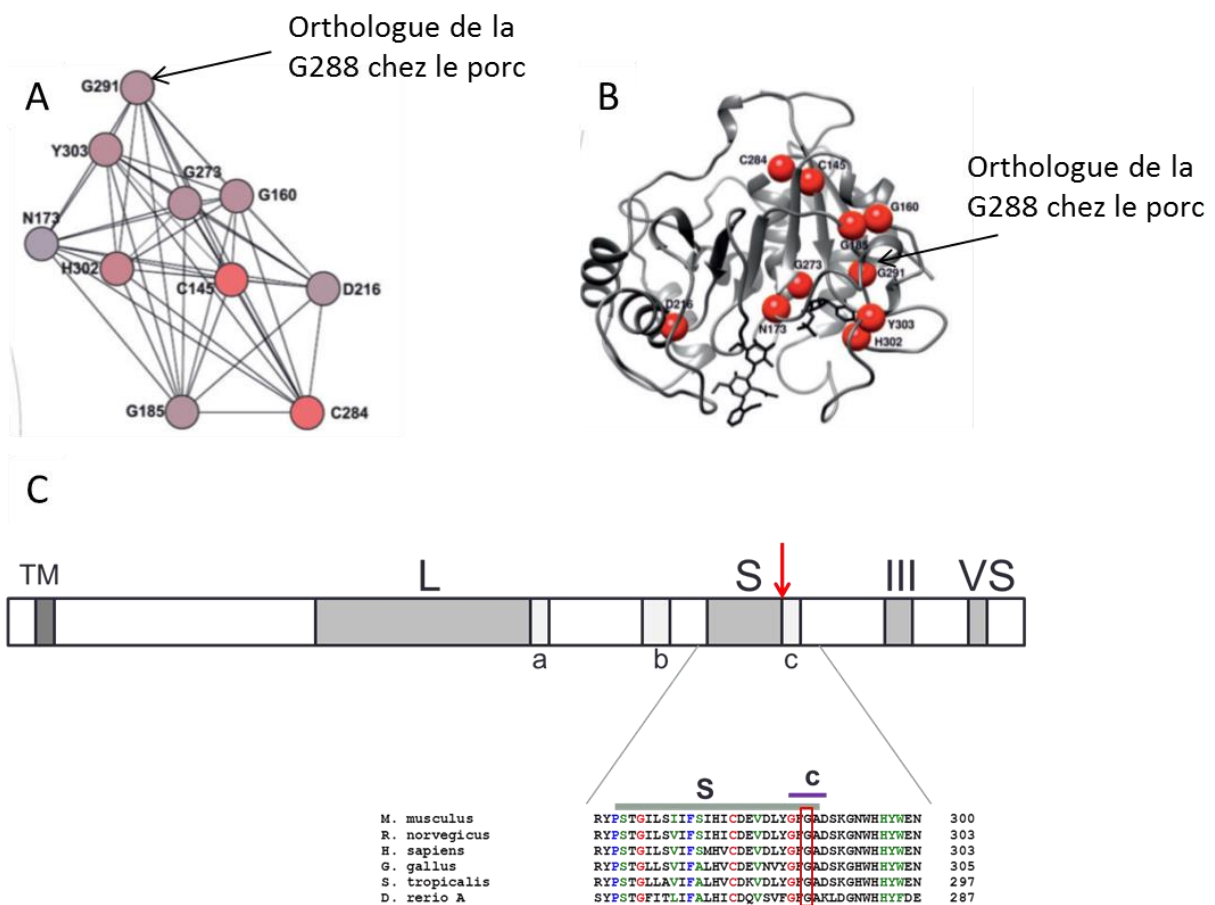 Orthologue de la
G288 chez le porc
A
G291
Y303
G273
G160
N173
H302
C145
D216
G185
C284
B
C284
C145
Orthologue de la
G288 chez le porc
G160
G185
G291
G273
D216
N173
Y303
H302
C
TM
L
S
III
VS
a
b
c
S
c
M. musculus RYPSTGILSIIFSIHICDEVDLYGFGADSKGNWHHYWEN 300
R. norvegicus RYPSTGILSVIFSIHICDEVDLYGFGADSKGNWHHYWEN 303
H. sapiens RYPSTGILSVIFSMHVCDEVDLYGFGADSKGNWHHYWEN 303
G. gallus RYPSTGLLSVIFALHVCDEVNVYGFGADSKGHWHHYWEN 305
S. tropicalis RYPSTGLLAVIFALHVCDKVDLYGFGADSKGHWHHYWEN 297
D. rerio A SYPSTGFITLIFALHICDQVSVFGFGAKLDGNWHHYFDE 287